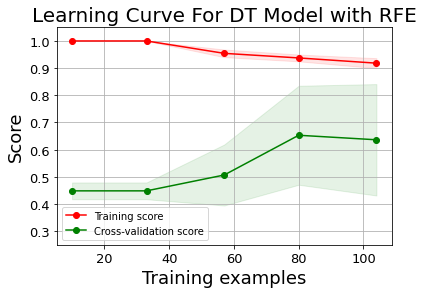 Learning Curve For DT Model with RFE
1.0
0.9
0.8
0.7
0.6
0.5
0.4
0.3
Score
Training score
Cross-validation score
20 40 60 80 100
Training examples